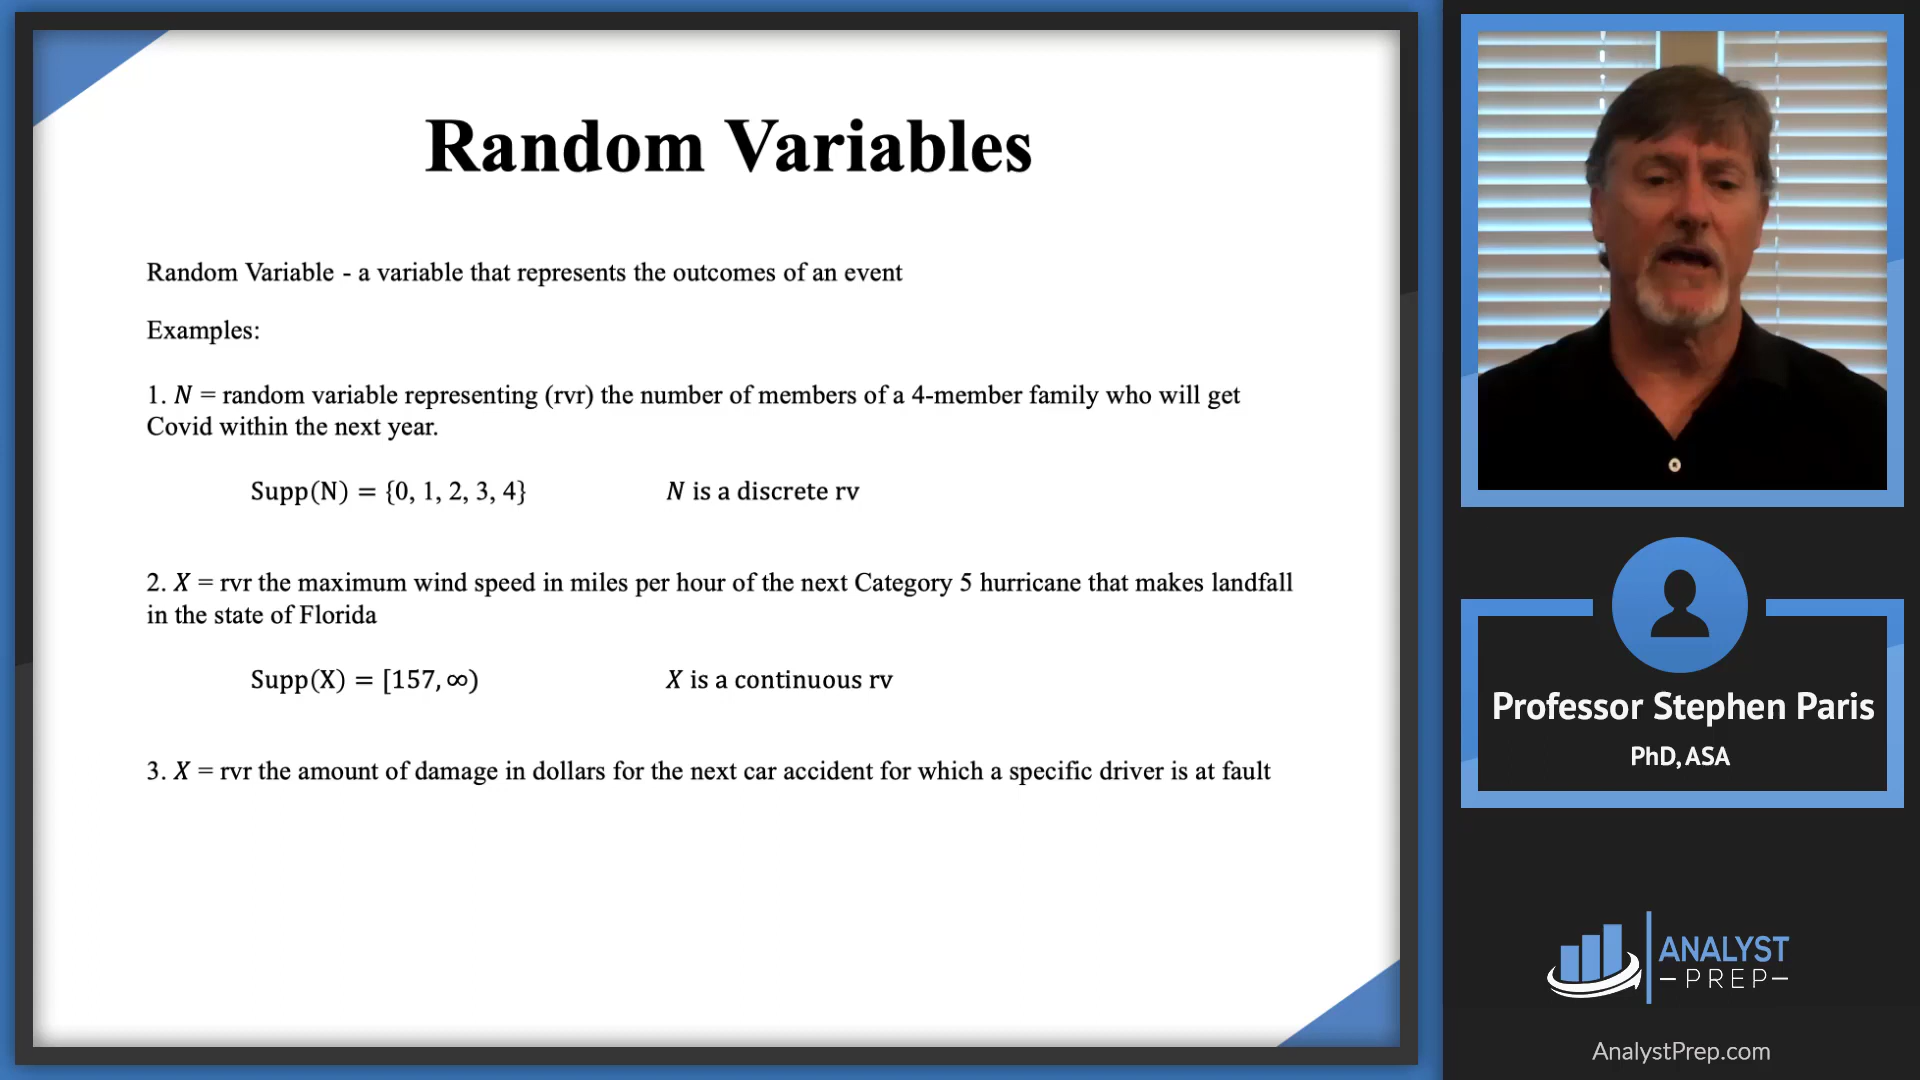 Random Variables
Random Variable - a variable that represents the outcomes of an event
Examples:
1. N = random variable representing (rvr) the number of members of a 4-member family who will get
Covid within the next year.
Supp(N) = {0, 1, 2, 3, 4}
N is a discrete rv
2. X = rvr the maximum wind speed in miles per hour of the next Category 5 hurricane that makes landfall
in the state of Florida
Supp(X) = [157, ∞)
X is a continuous rv
3. X = rvr the amount of damage in dollars for the next car accident for which a specific driver is at fault
Professor Stephen Paris
PhD, ASA
ANALYST
PREP
AnalystPrep.com